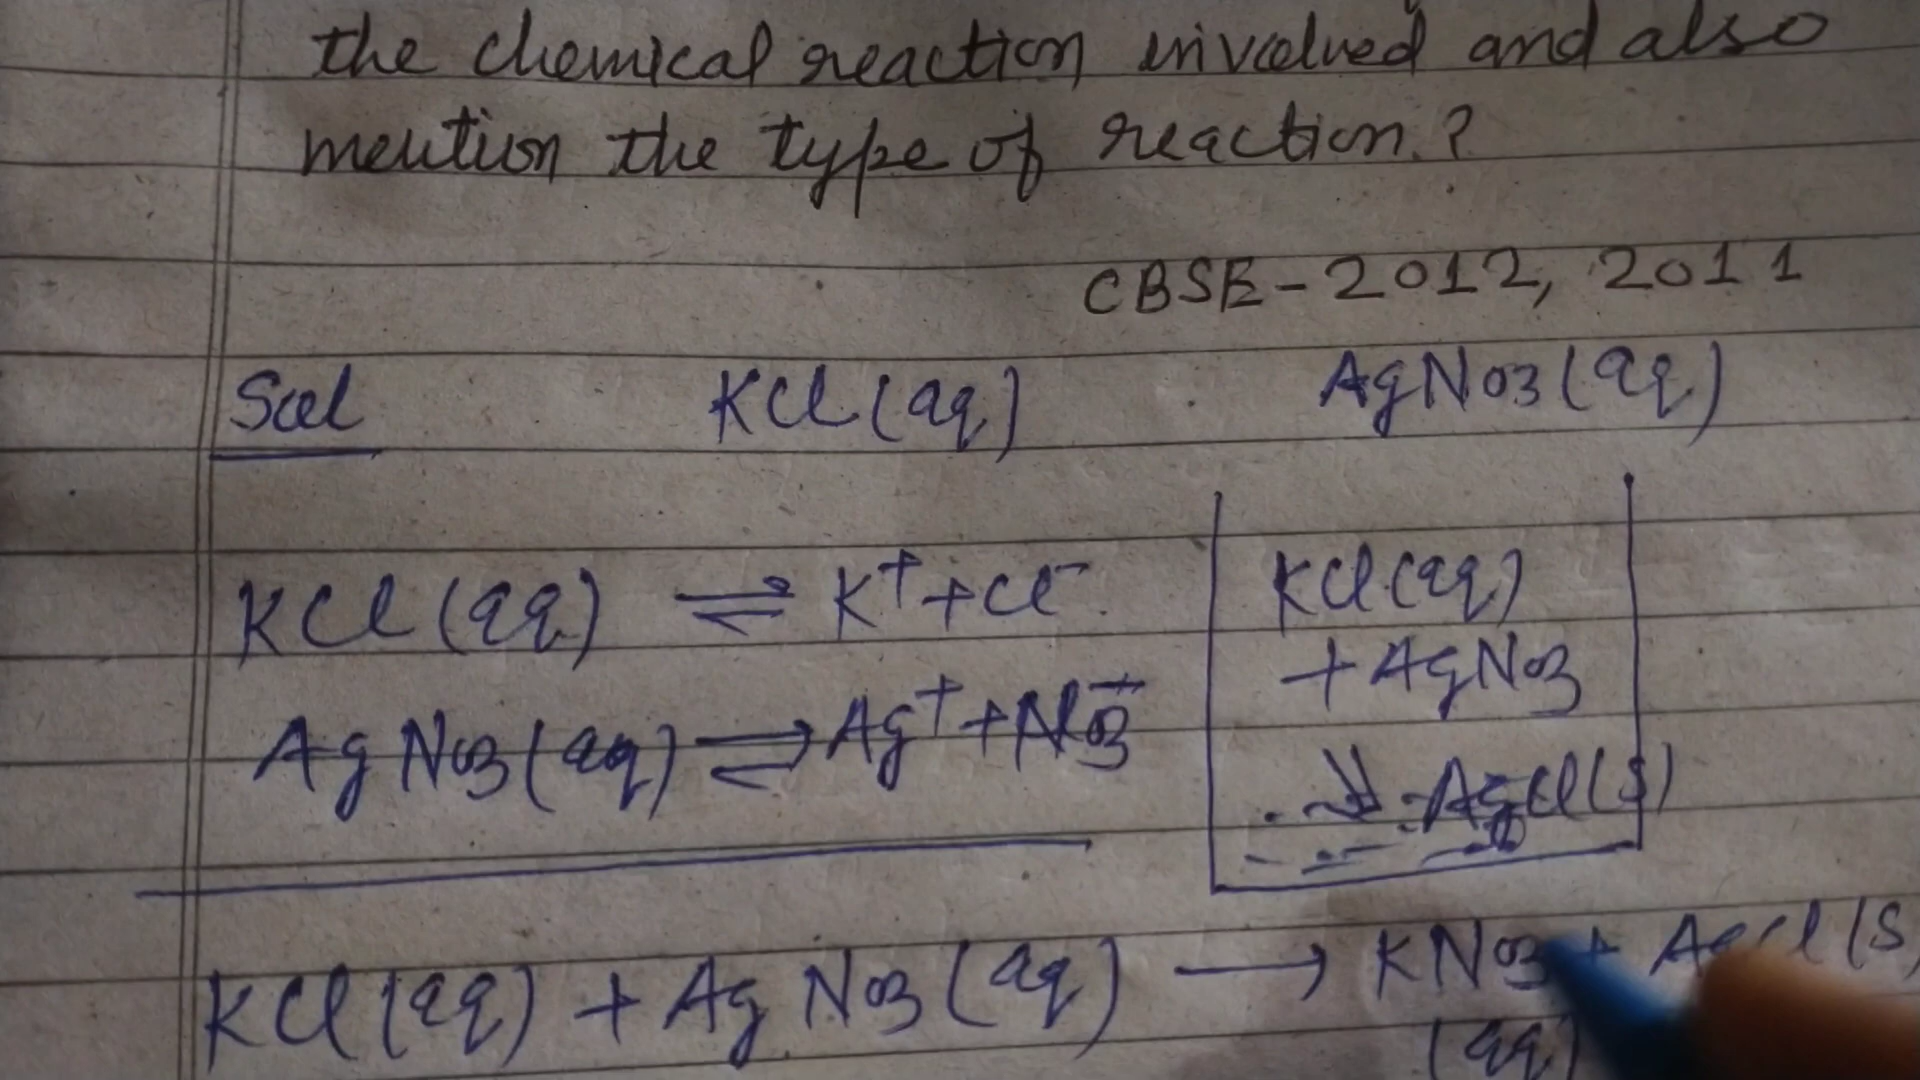 the chemical reaction involved and also
mention the type of reaction.?
CBSE-2012, 2011
Sol KCl(aq) AgNO3(aq)
KCl(aq) ⇌ K⁺+Cl⁻
AgNO3(aq) ⇌ Ag⁺+NO3⁻
KCl(aq)
+AgNO3
AgCl(s)
KCl(aq) + AgNO3(aq) → KNO3 + AgCl(s)
(aq)